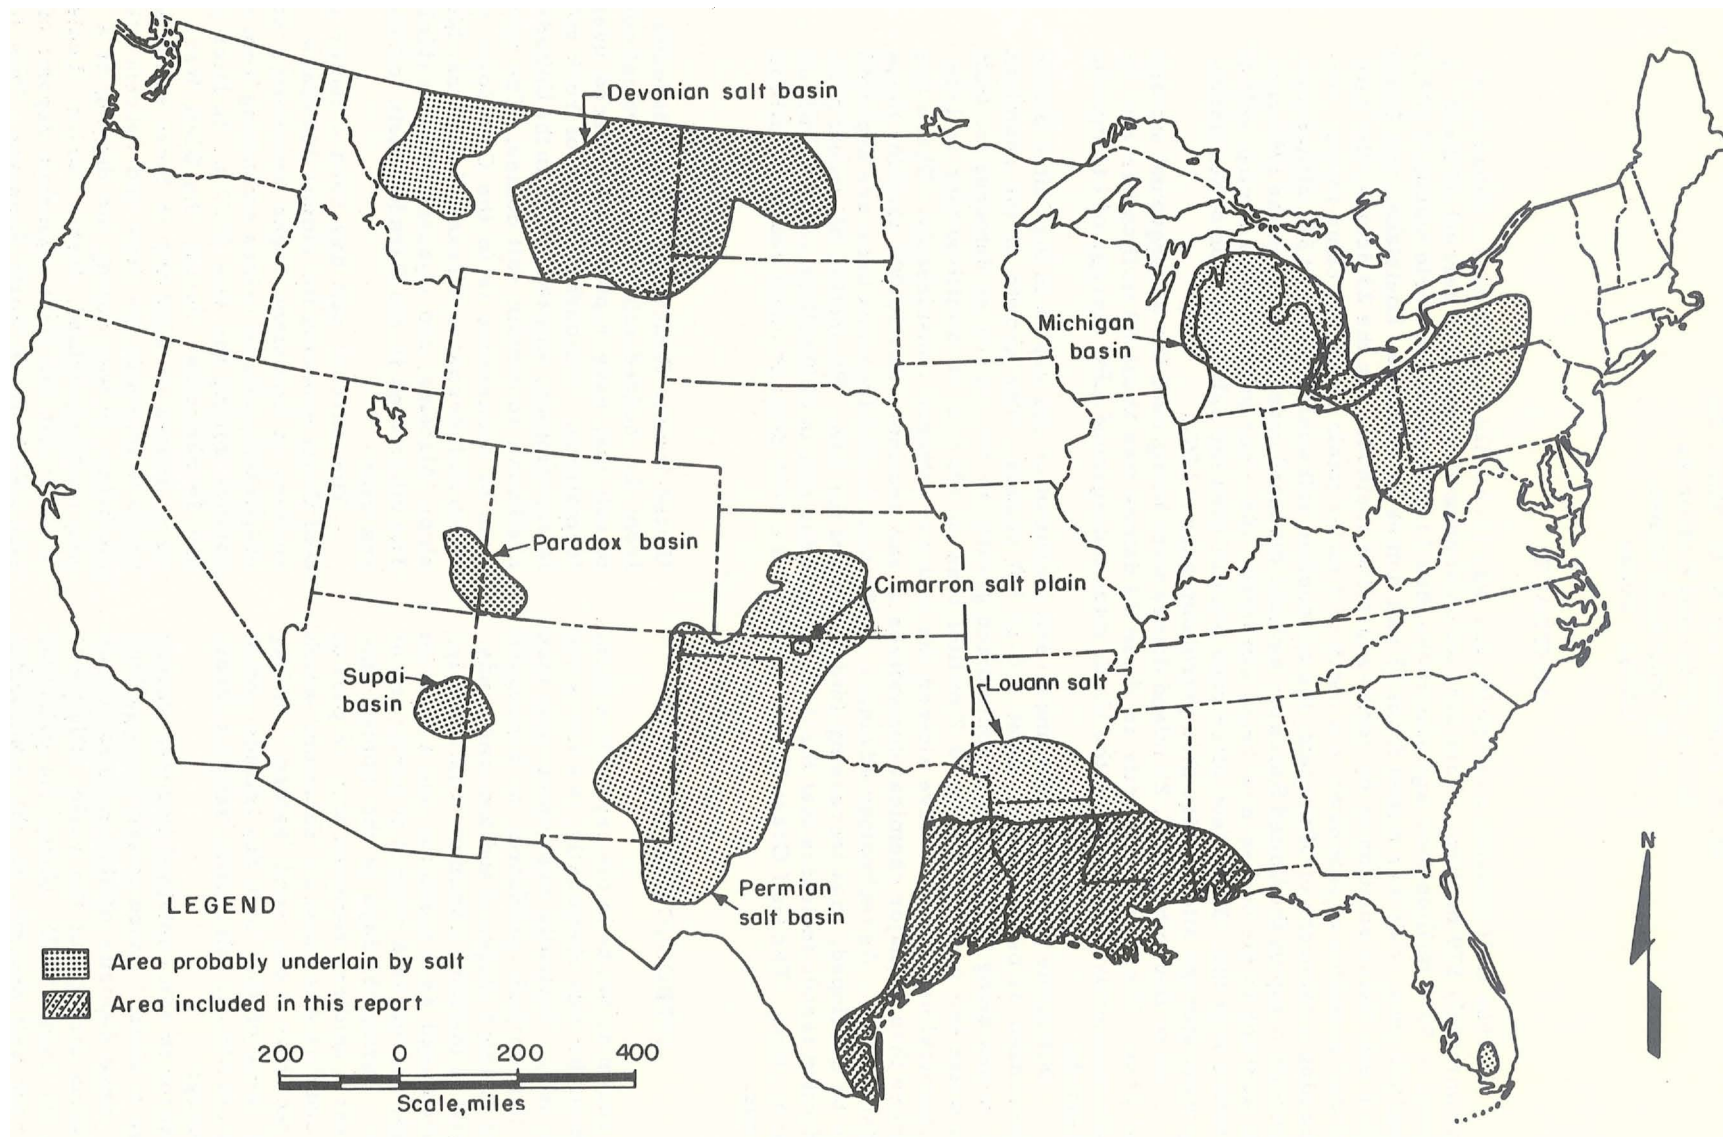 Devonian salt basin
Michigan
basin
Paradox basin
Cimarron salt plain
Supai
basin
Louann salt
Permian
salt basin
N
LEGEND
Area probably underlain by salt
Area included in this report
200 0 200 400
Scale, miles